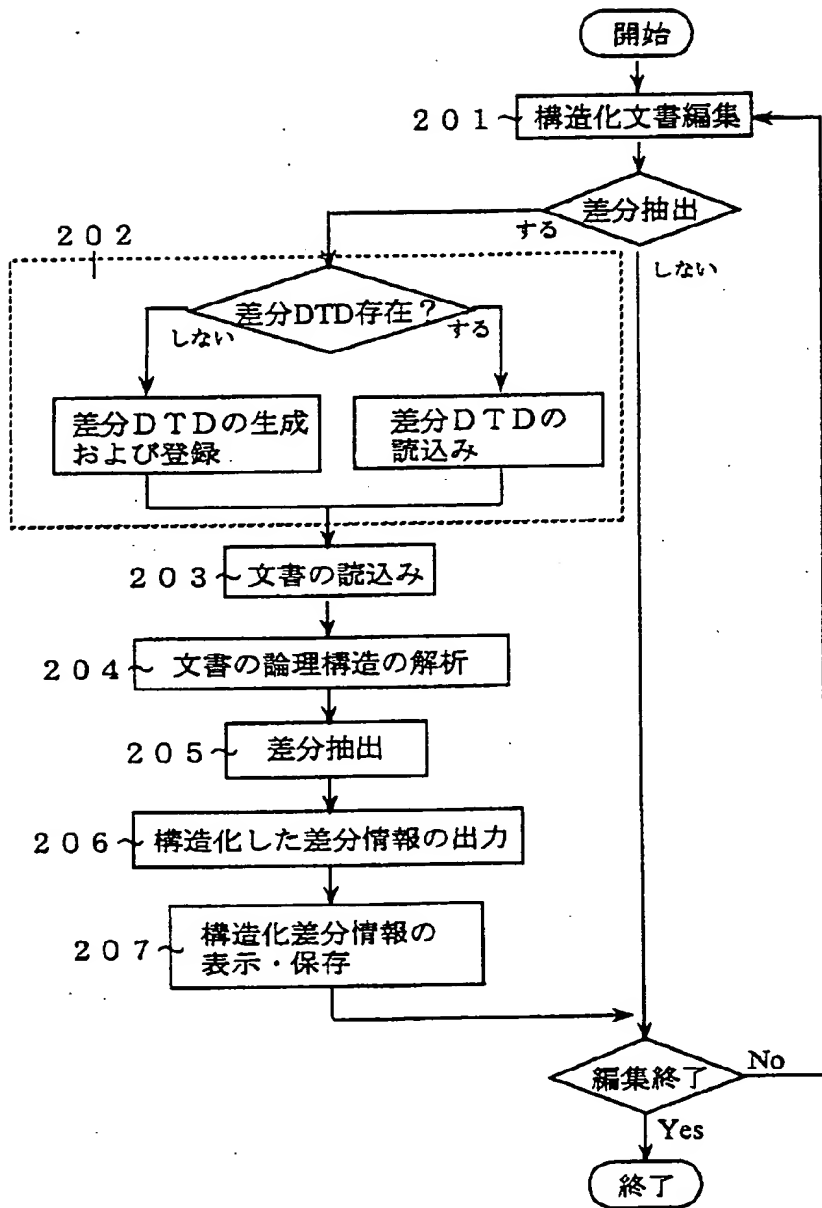 開始
201~構造化文書編集
差分抽出
する
しない
202
差分DTD存在？
しない
する
差分DTDの生成
および登録
差分DTDの
読込み
203~文書の読込み
204~文書の論理構造の解析
205~差分抽出
206~構造化した差分情報の出力
207~構造化差分情報の
表示・保存
編集終了
No
Yes
終了